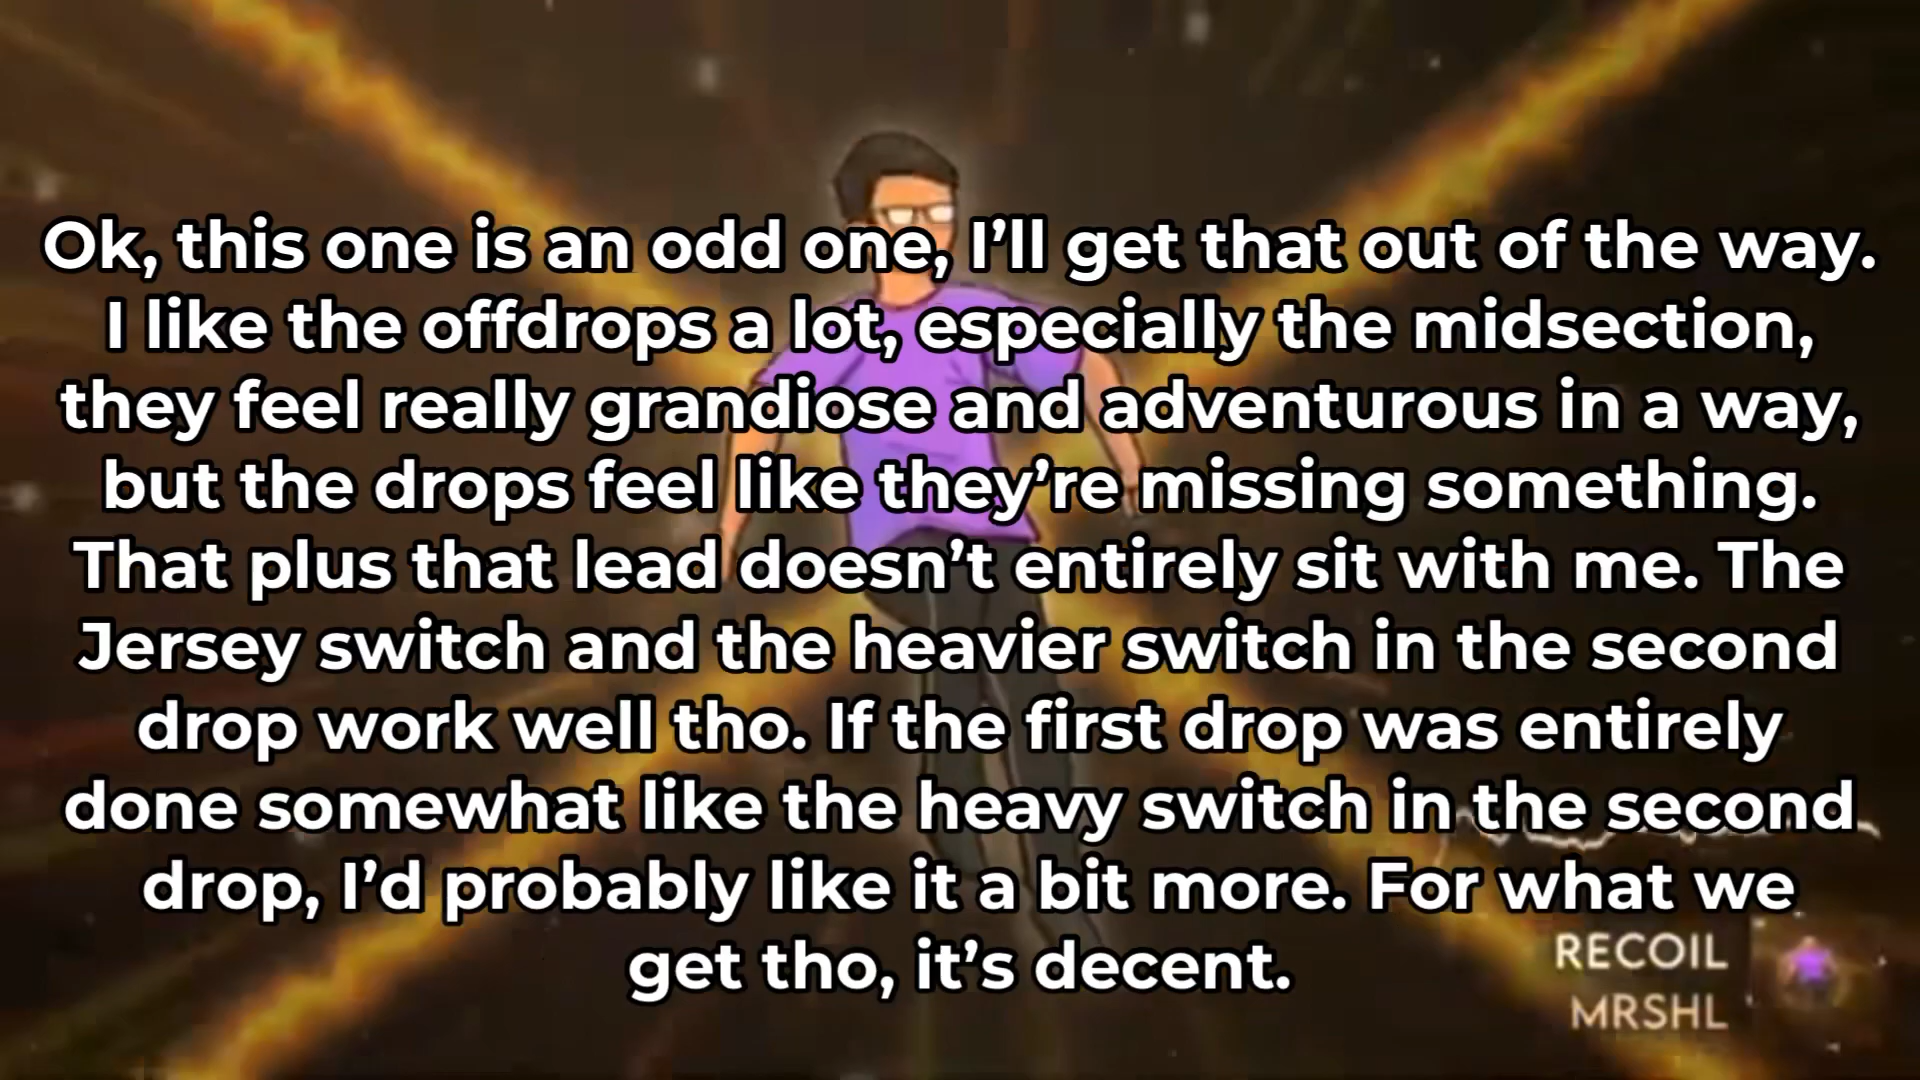 Ok, this one is an odd one, I’ll get that out of the way.
I like the offdrops a lot, especially the midsection,
they feel really grandiose and adventurous in a way,
but the drops feel like they’re missing something.
That plus that lead doesn’t entirely sit with me. The
Jersey switch and the heavier switch in the second
drop work well tho. If the first drop was entirely
done somewhat like the heavy switch in the second
drop, I’d probably like it a bit more. For what we
get tho, it’s decent.
RECOIL
MRSHL